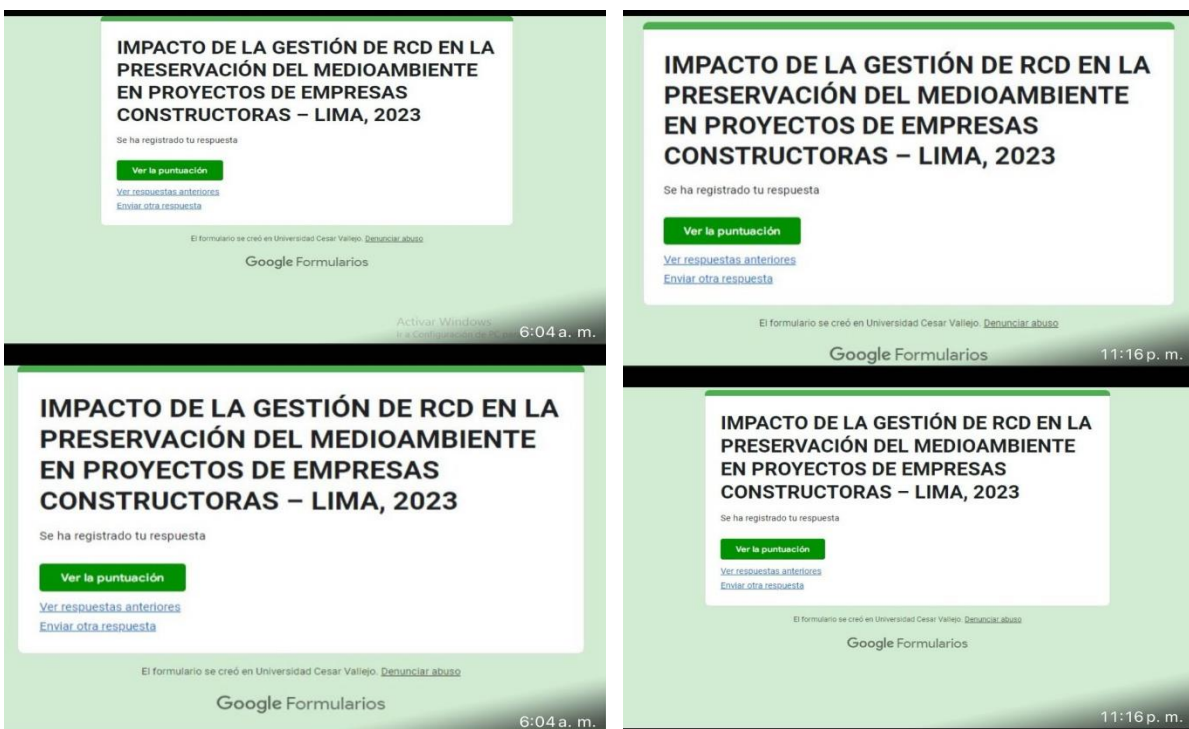 IMPACTO DE LA GESTIÓN DE RCD EN LA
PRESERVACIÓN DEL MEDIOAMBIENTE
EN PROYECTOS DE EMPRESAS
CONSTRUCTORAS – LIMA, 2023
Se ha registrado tu respuesta
Ver la puntuación
Ver respuestas anteriores
Enviar otra respuesta
El formulario se creó en Universidad Cesar Vallejo. Denunciar abuso
Google Formularios
Activar Windows
Ir a Configuración de PC
6:04 a. m.
IMPACTO DE LA GESTIÓN DE RCD EN LA
PRESERVACIÓN DEL MEDIOAMBIENTE
EN PROYECTOS DE EMPRESAS
CONSTRUCTORAS – LIMA, 2023
Se ha registrado tu respuesta
Ver la puntuación
Ver respuestas anteriores
Enviar otra respuesta
El formulario se creó en Universidad Cesar Vallejo. Denunciar abuso
Google Formularios
11:16 p. m.
IMPACTO DE LA GESTIÓN DE RCD EN LA
PRESERVACIÓN DEL MEDIOAMBIENTE
EN PROYECTOS DE EMPRESAS
CONSTRUCTORAS – LIMA, 2023
Se ha registrado tu respuesta
Ver la puntuación
Ver respuestas anteriores
Enviar otra respuesta
El formulario se creó en Universidad Cesar Vallejo. Denunciar abuso
Google Formularios
6:04 a. m.
IMPACTO DE LA GESTIÓN DE RCD EN LA
PRESERVACIÓN DEL MEDIOAMBIENTE
EN PROYECTOS DE EMPRESAS
CONSTRUCTORAS – LIMA, 2023
Se ha registrado tu respuesta
Ver la puntuación
Ver respuestas anteriores
Enviar otra respuesta
El formulario se creó en Universidad Cesar Vallejo. Denunciar abuso
Google Formularios
11:16 p. m.